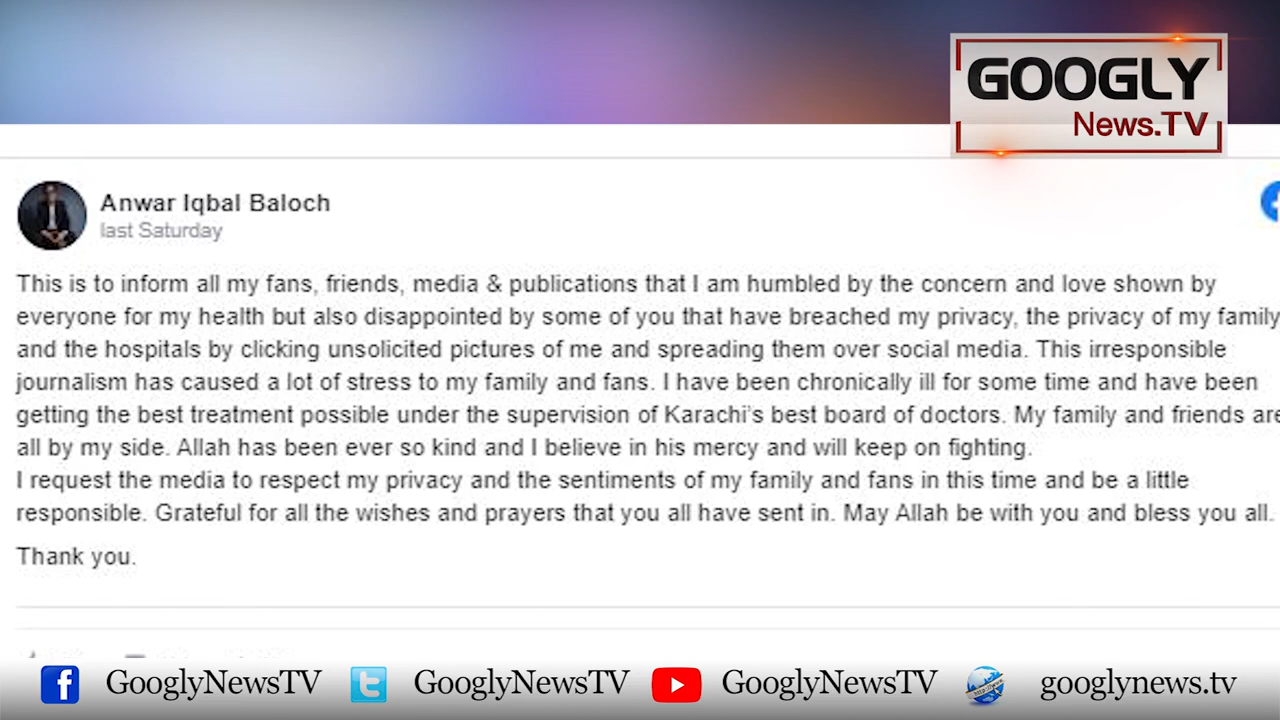 GOOGLY
News.TV
Anwar Iqbal Baloch
last Saturday
This is to inform all my fans, friends, media & publications that I am humbled by the concern and love shown by
everyone for my health but also disappointed by some of you that have breached my privacy, the privacy of my family
and the hospitals by clicking unsolicited pictures of me and spreading them over social media. This irresponsible
journalism has caused a lot of stress to my family and fans. I have been chronically ill for some time and have been
getting the best treatment possible under the supervision of Karachi's best board of doctors. My family and friends are
all by my side. Allah has been ever so kind and I believe in his mercy and will keep on fighting.
I request the media to respect my privacy and the sentiments of my family and fans in this time and be a little
responsible. Grateful for all the wishes and prayers that you all have sent in. May Allah be with you and bless you all.
Thank you.
GooglyNewsTV GooglyNewsTV GooglyNewsTV googlynews.tv